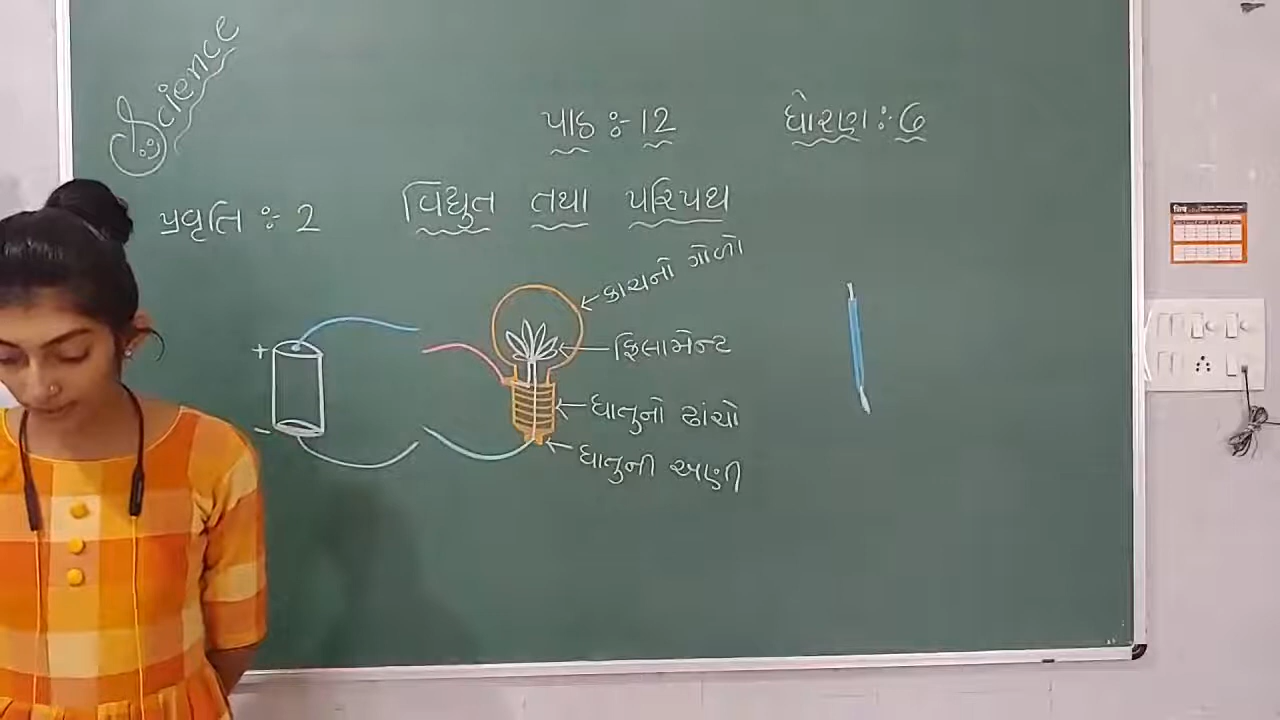 Science
પાઠ :- 12
ધોરણ :- 6
પ્રવૃતિ :- 2
વિદ્યુત તથા પરિપથ
કાચનો ગોળો
ફિલામેન્ટ
ધાતુનો ઢાંચો
ધાતુની અણી
+
-